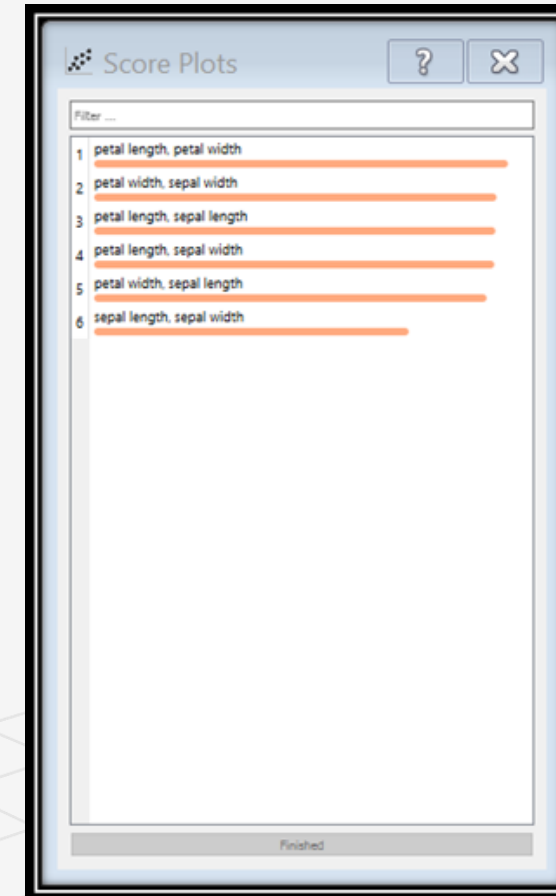 Score Plots
Filter ...
1 petal length, petal width
2 petal width, sepal width
3 petal length, sepal length
4 petal length, sepal width
5 petal width, sepal length
6 sepal length, sepal width
Finished